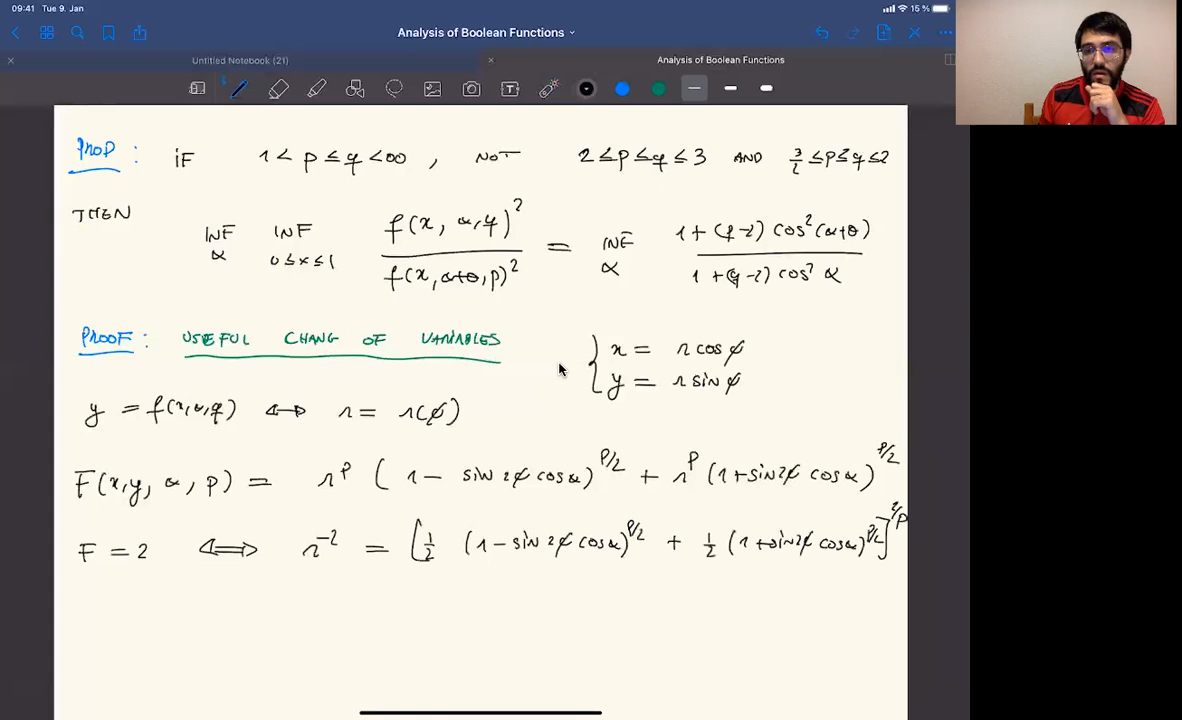 09:41 Tue 9. Jan 15 %
Analysis of Boolean Functions
Untitled Notebook (21) Analysis of Boolean Functions
PROP: IF 1 < p ≤ q < ∞ , NOT 2 ≤ p ≤ q ≤ 3 AND 3/2 ≤ p ≤ q ≤ 2
THEN INF α INF 0≤x≤1 f(x, α, q)² / f(x, α+θ, p)² = INF α 1 + (p-2) cos²(α+θ) / 1 + (q-2) cos² α
PROOF: USEFUL CHANG OF VARIABLES { x = r cos φ
y = r sin φ
y = f(x, α, q) ⟺ r = r(φ)
F(x,y, α, p) = r^p (1 - sin 2φ cos α)^{p/2} + r^p (1 + sin 2φ cos α)^{p/2}
F = 2 ⟺ r^{-2} = [1/2 (1 - sin 2φ cos α)^{p/2} + 1/2 (1 + sin 2φ cos α)^{p/2}]^{2/p}